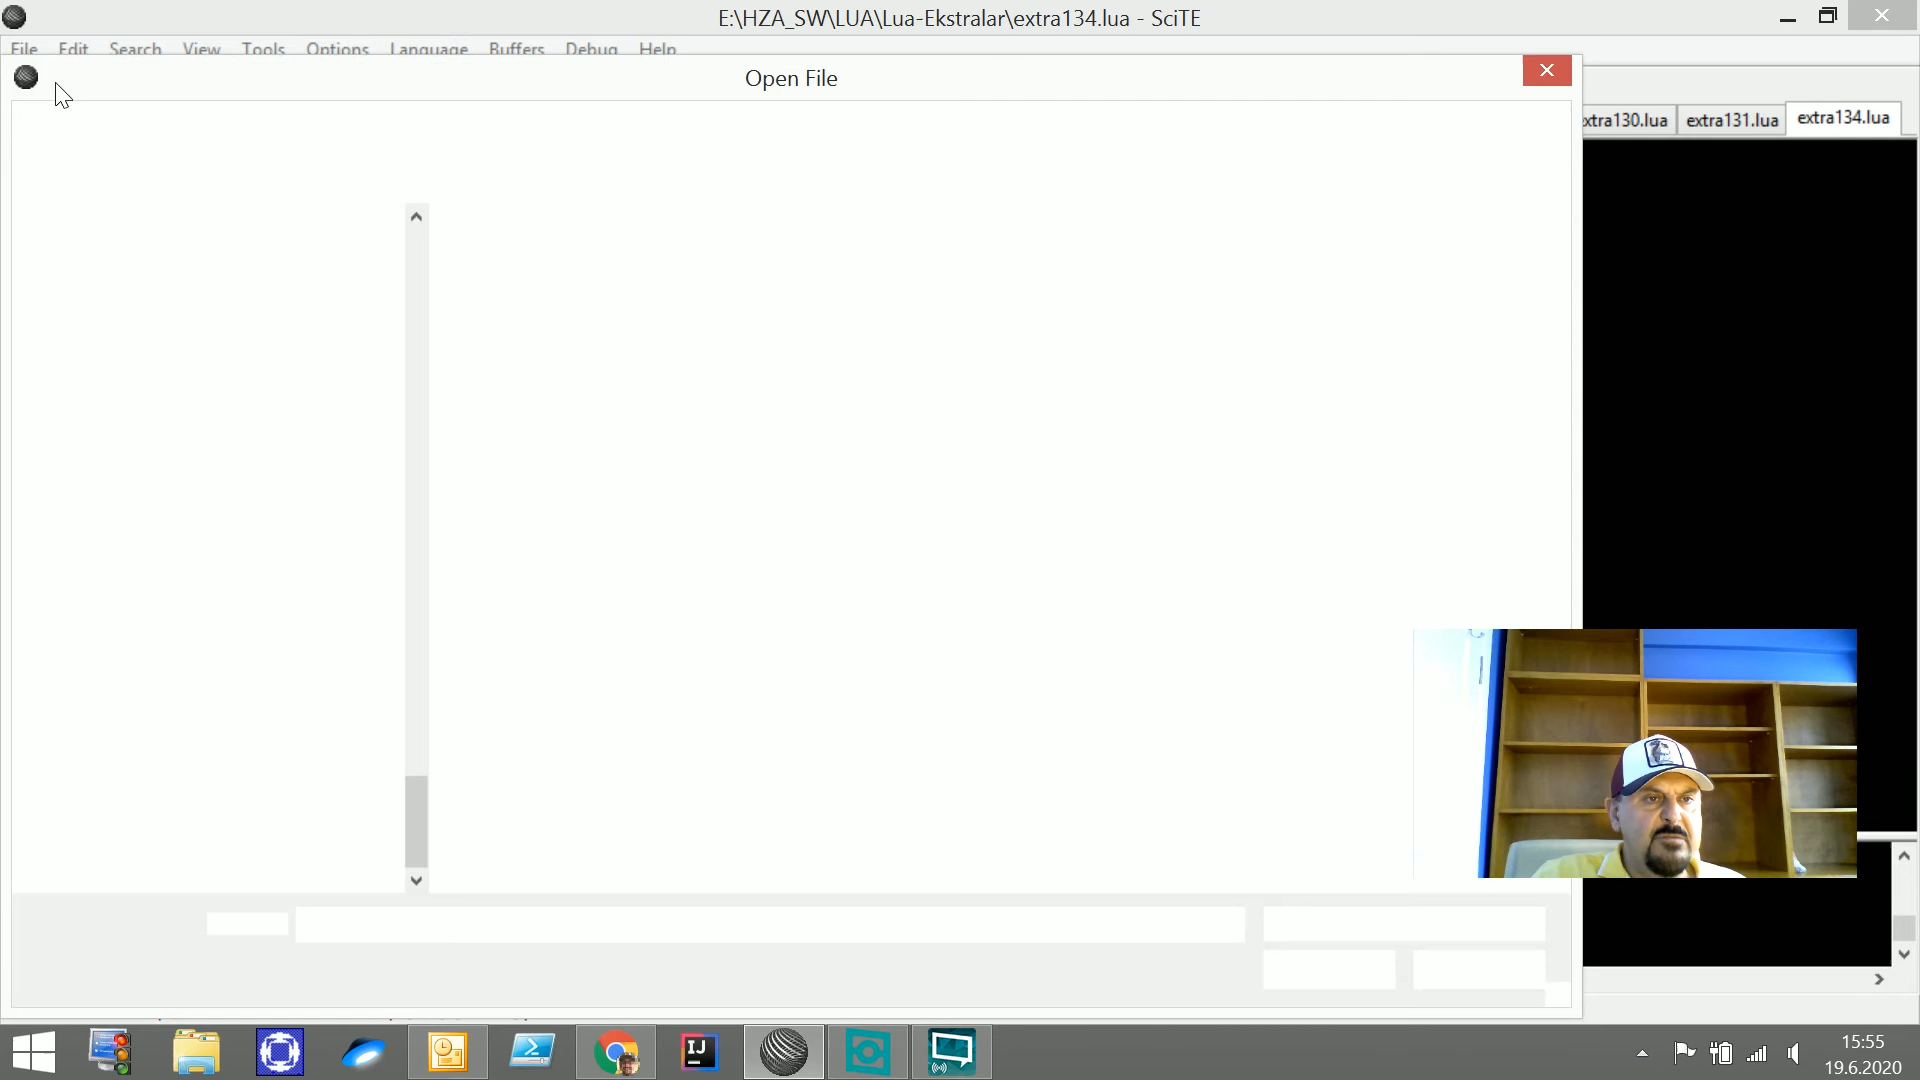 E:\HZA_SW\LUA\Lua-Ekstralar\extra134.lua - SciTE
File Edit Search View Tools Options Language Buffers Debug Help
Open File
xtra130.lua extra131.lua extra134.lua
IJ
15:55
19.6.2020